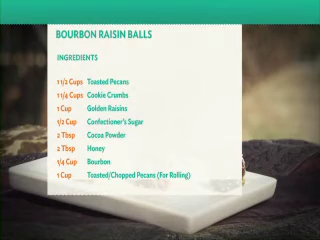 BOURBON RAISIN BALLS
INGREDIENTS
1 1/2 Cups Toasted Pecans
1 1/4 Cups Cookie Crumbs
1 Cup Golden Raisins
1/2 Cup Confectioner's Sugar
2 Tbsp Cocoa Powder
2 Tbsp Honey
1/4 Cup Bourbon
1 Cup Toasted/Chopped Pecans (For Rolling)